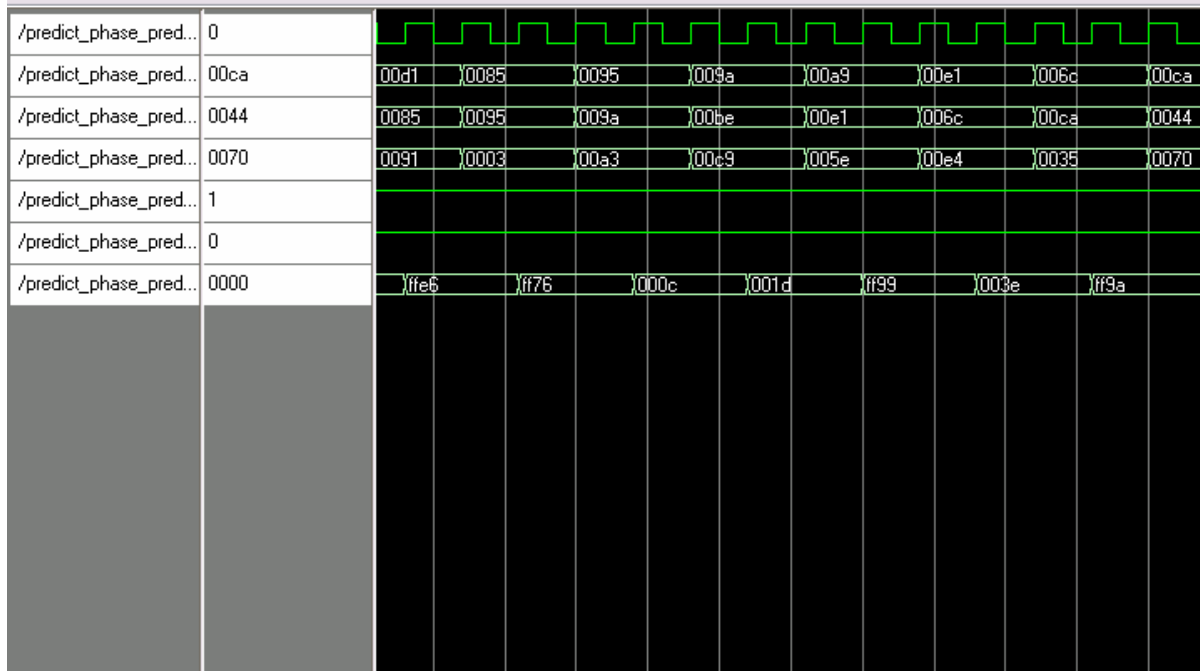 /predict_phase_pred... 0
/predict_phase_pred... 00ca 00d1 0085 0095 009a 00a9 00e1 006c 00ca
/predict_phase_pred... 0044 0085 0095 009a 00be 00e1 006c 00ca 0044
/predict_phase_pred... 0070 0091 0003 00a3 00c9 005e 00e4 0035 0070
/predict_phase_pred... 1
/predict_phase_pred... 0
/predict_phase_pred... 0000 ffe6 ff76 000c 001d ff99 003e ff9a